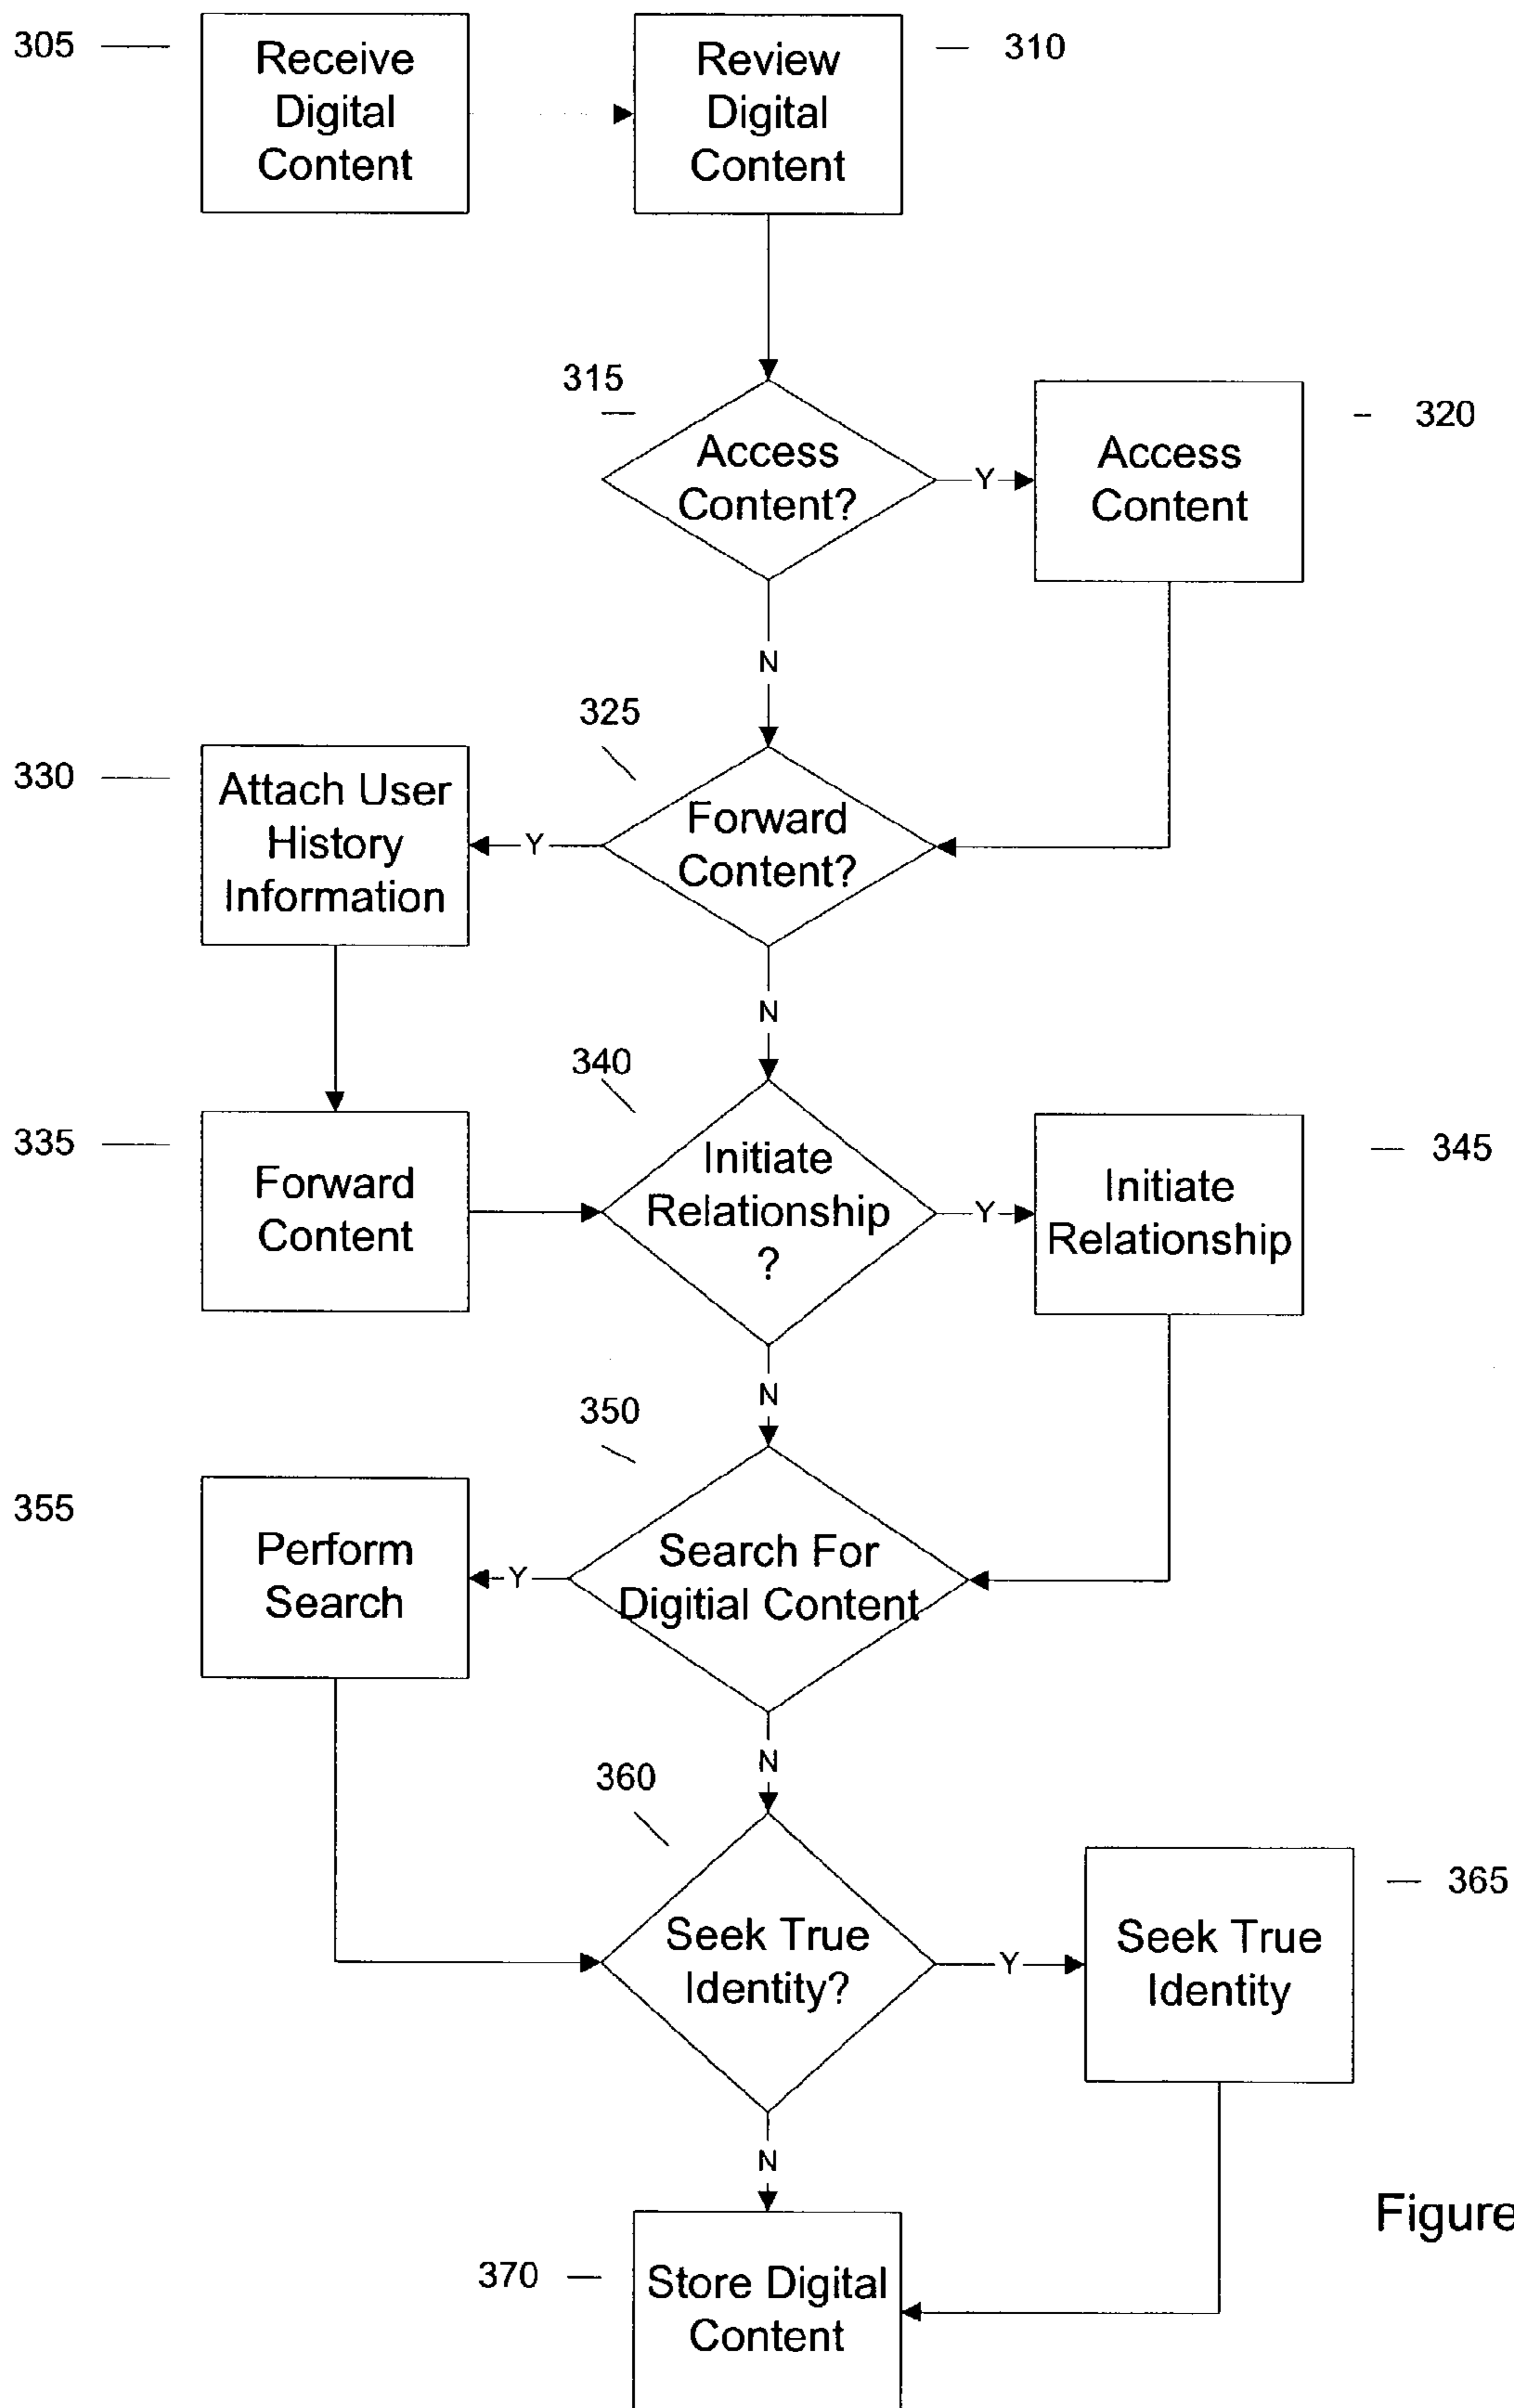 305
Receive
Digital
Content
Review
Digital
Content
310
315
Access
Content?
Y
Access
Content
320
N
325
330
Attach User
History
Information
Y
Forward
Content?
N
340
335
Forward
Content
Initiate
Relationship
?
Y
Initiate
Relationship
345
N
350
355
Perform
Search
Y
Search For
Digitial Content
N
360
Seek True
Identity?
Y
Seek True
Identity
365
N
Figure
370
Store Digital
Content